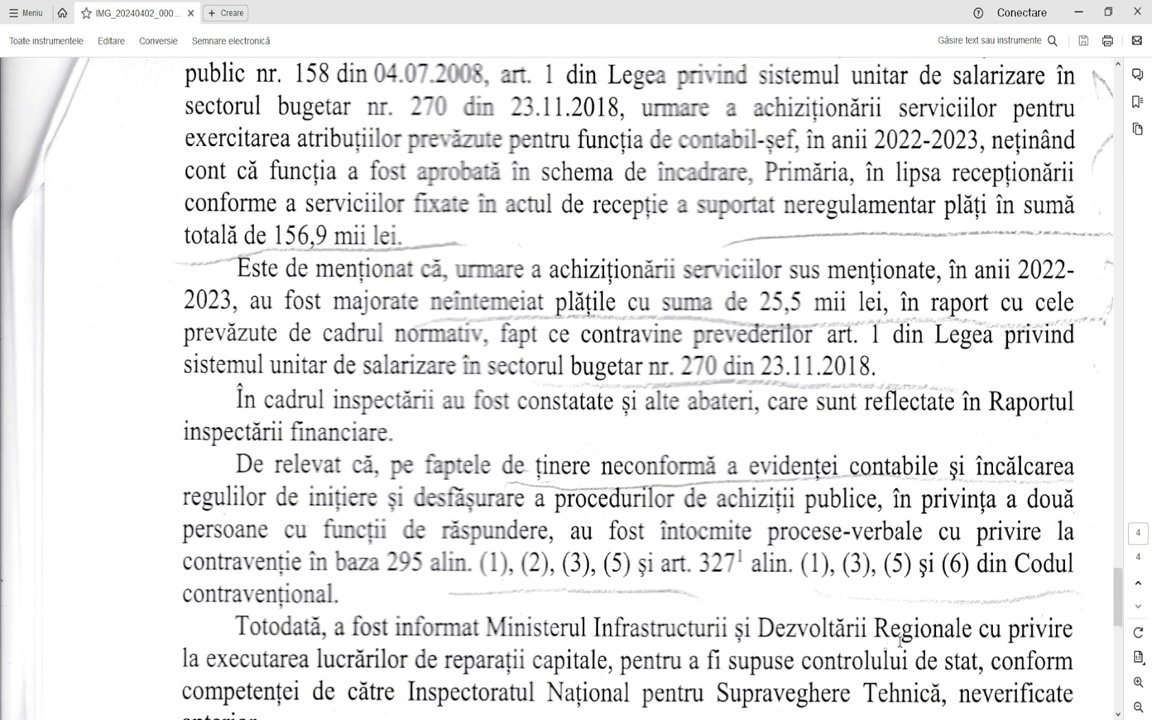 Meniu
IMG_20240402_000...
Creare
Conectare
Toate instrumentele Editare Conversie Semnare electronică
Găsire text sau instrumente
public nr. 158 din 04.07.2008, art. 1 din Legea privind sistemul unitar de salarizare în
sectorul bugetar nr. 270 din 23.11.2018, urmare a achiziționării serviciilor pentru
exercitarea atribuțiilor prevăzute pentru funcția de contabil-șef, în anii 2022-2023, neținând
cont că funcția a fost aprobată în schema de încadrare, Primăria, în lipsa recepționării
conforme a serviciilor fixate în actul de recepție a suportat neregulamentar plăți în sumă
totală de 156,9 mii lei.
Este de menționat că, urmare a achiziționării serviciilor sus menționate, în anii 2022-
2023, au fost majorate neîntemeiat plățile cu suma de 25,5 mii lei, în raport cu cele
prevăzute de cadrul normativ, fapt ce contravine prevederilor art. 1 din Legea privind
sistemul unitar de salarizare în sectorul bugetar nr. 270 din 23.11.2018.
În cadrul inspectării au fost constatate și alte abateri, care sunt reflectate în Raportul
inspectării financiare.
De relevat că, pe faptele de ținere neconformă a evidenței contabile şi încălcarea
regulilor de inițiere și desfășurare a procedurilor de achiziții publice, în privința a două
persoane cu funcții de răspundere, au fost întocmite procese-verbale cu privire la
contravenție în baza 295 alin. (1), (2), (3), (5) și art. 327¹ alin. (1), (3), (5) şi (6) din Codul
contravențional.
Totodată, a fost informat Ministerul Infrastructurii și Dezvoltării Regionale cu privire
la executarea lucrărilor de reparații capitale, pentru a fi supuse controlului de stat, conform
competenței de către Inspectoratul Național pentru Supraveghere Tehnică, neverificate
4
4